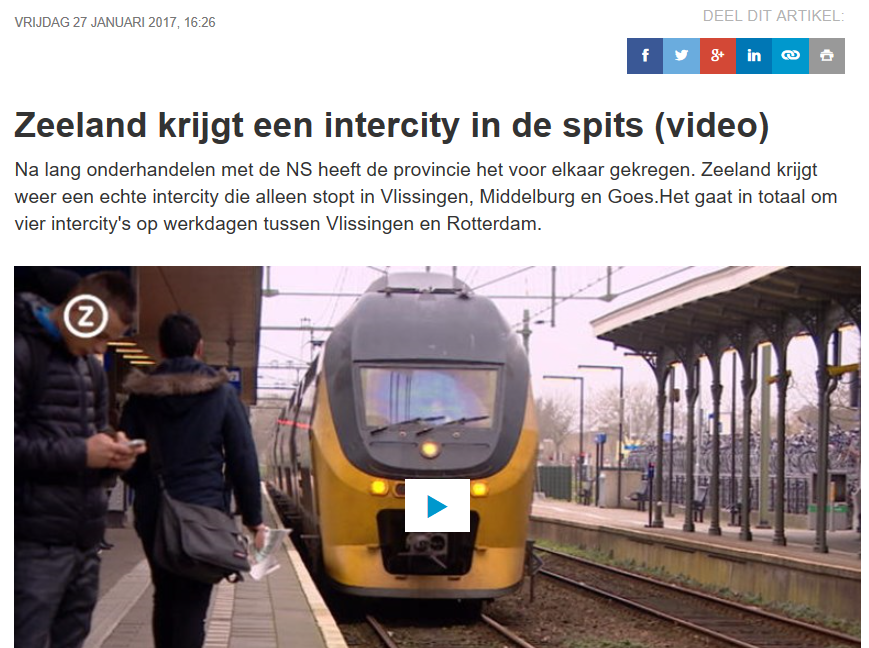 VRIJDAG 27 JANUARI 2017, 16:26
DEEL DIT ARTIKEL:
f
g+
in
Zeeland krijgt een intercity in de spits (video)
Na lang onderhandelen met de NS heeft de provincie het voor elkaar gekregen. Zeeland krijgt
weer een echte intercity die alleen stopt in Vlissingen, Middelburg en Goes.Het gaat in totaal om
vier intercity's op werkdagen tussen Vlissingen en Rotterdam.
Z